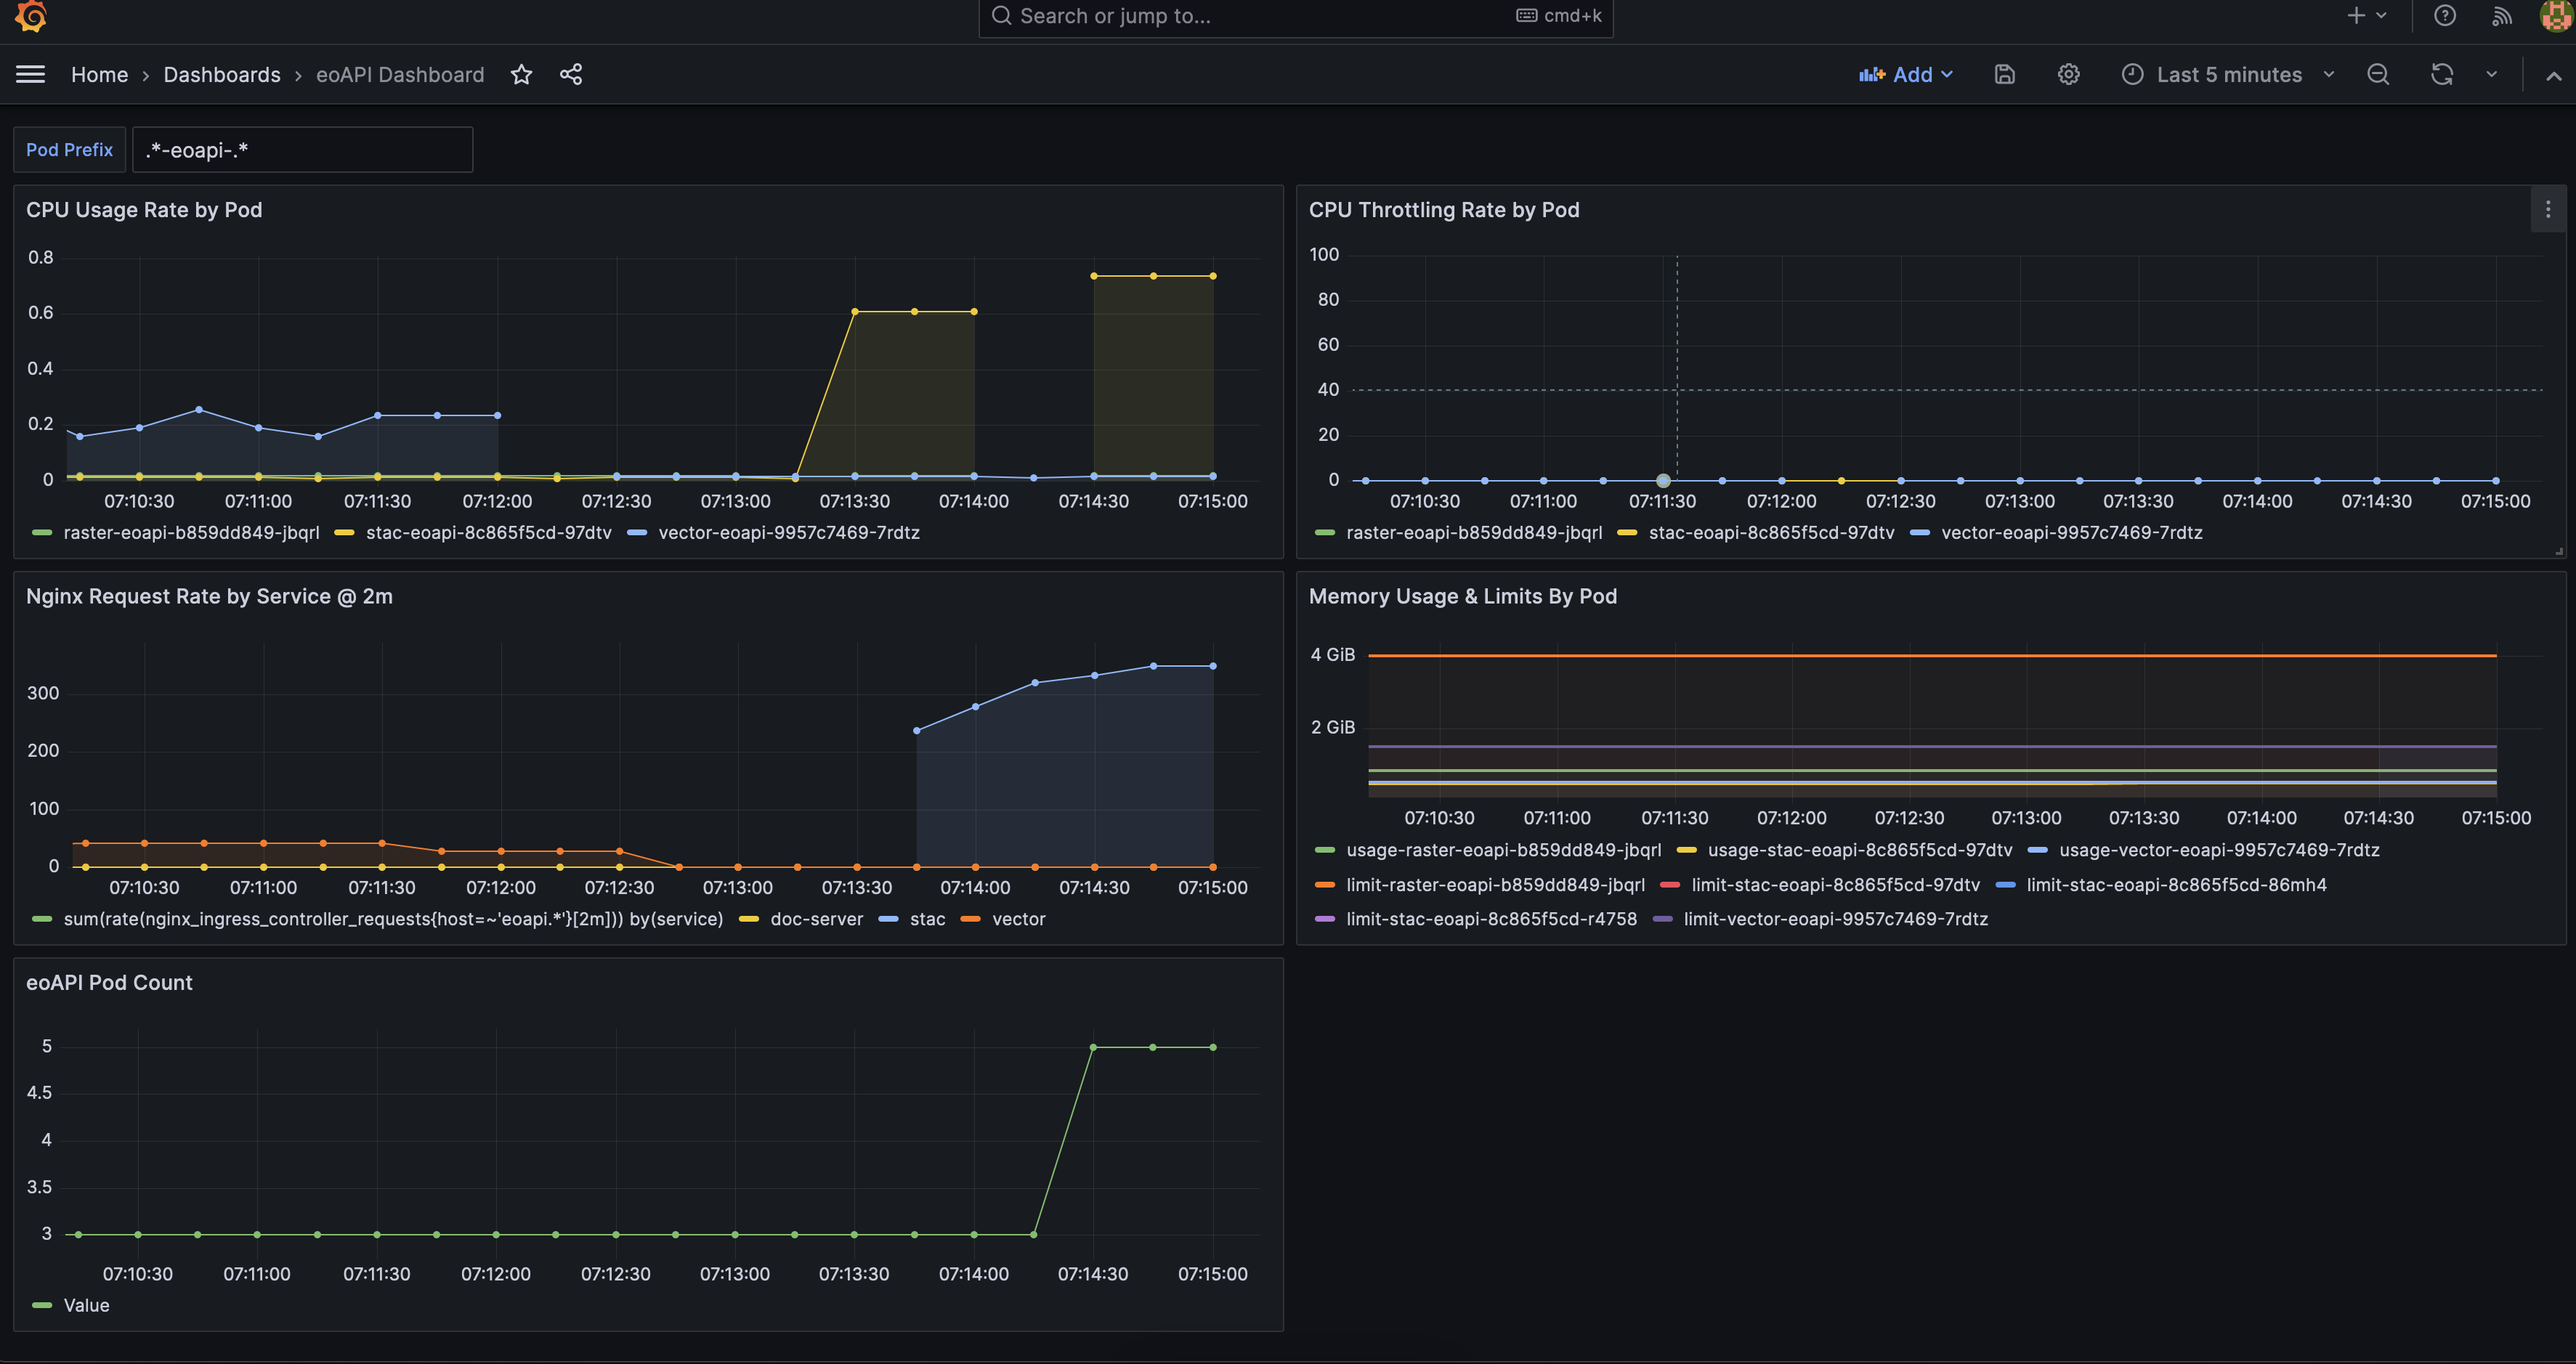 Search or jump to... cmd+k
Home › Dashboards › eoAPI Dashboard Add Last 5 minutes
Pod Prefix .*-eoapi-.*
CPU Usage Rate by Pod
0.8
0.6
0.4
0.2
0
07:10:30 07:11:00 07:11:30 07:12:00 07:12:30 07:13:00 07:13:30 07:14:00 07:14:30 07:15:00
raster-eoapi-b859dd849-jbqrl stac-eoapi-8c865f5cd-97dtv vector-eoapi-9957c7469-7rdtz
CPU Throttling Rate by Pod
100
80
60
40
20
0
07:10:30 07:11:00 07:11:30 07:12:00 07:12:30 07:13:00 07:13:30 07:14:00 07:14:30 07:15:00
raster-eoapi-b859dd849-jbqrl stac-eoapi-8c865f5cd-97dtv vector-eoapi-9957c7469-7rdtz
Nginx Request Rate by Service @ 2m
300
200
100
0
07:10:30 07:11:00 07:11:30 07:12:00 07:12:30 07:13:00 07:13:30 07:14:00 07:14:30 07:15:00
sum(rate(nginx_ingress_controller_requests{host=~'eoapi.*'}[2m])) by(service) doc-server stac vector
Memory Usage & Limits By Pod
4 GiB
2 GiB
07:10:30 07:11:00 07:11:30 07:12:00 07:12:30 07:13:00 07:13:30 07:14:00 07:14:30 07:15:00
usage-raster-eoapi-b859dd849-jbqrl usage-stac-eoapi-8c865f5cd-97dtv usage-vector-eoapi-9957c7469-7rdtz
limit-raster-eoapi-b859dd849-jbqrl limit-stac-eoapi-8c865f5cd-97dtv limit-stac-eoapi-8c865f5cd-86mh4
limit-stac-eoapi-8c865f5cd-r4758 limit-vector-eoapi-9957c7469-7rdtz
eoAPI Pod Count
5
4.5
4
3.5
3
07:10:30 07:11:00 07:11:30 07:12:00 07:12:30 07:13:00 07:13:30 07:14:00 07:14:30 07:15:00
Value